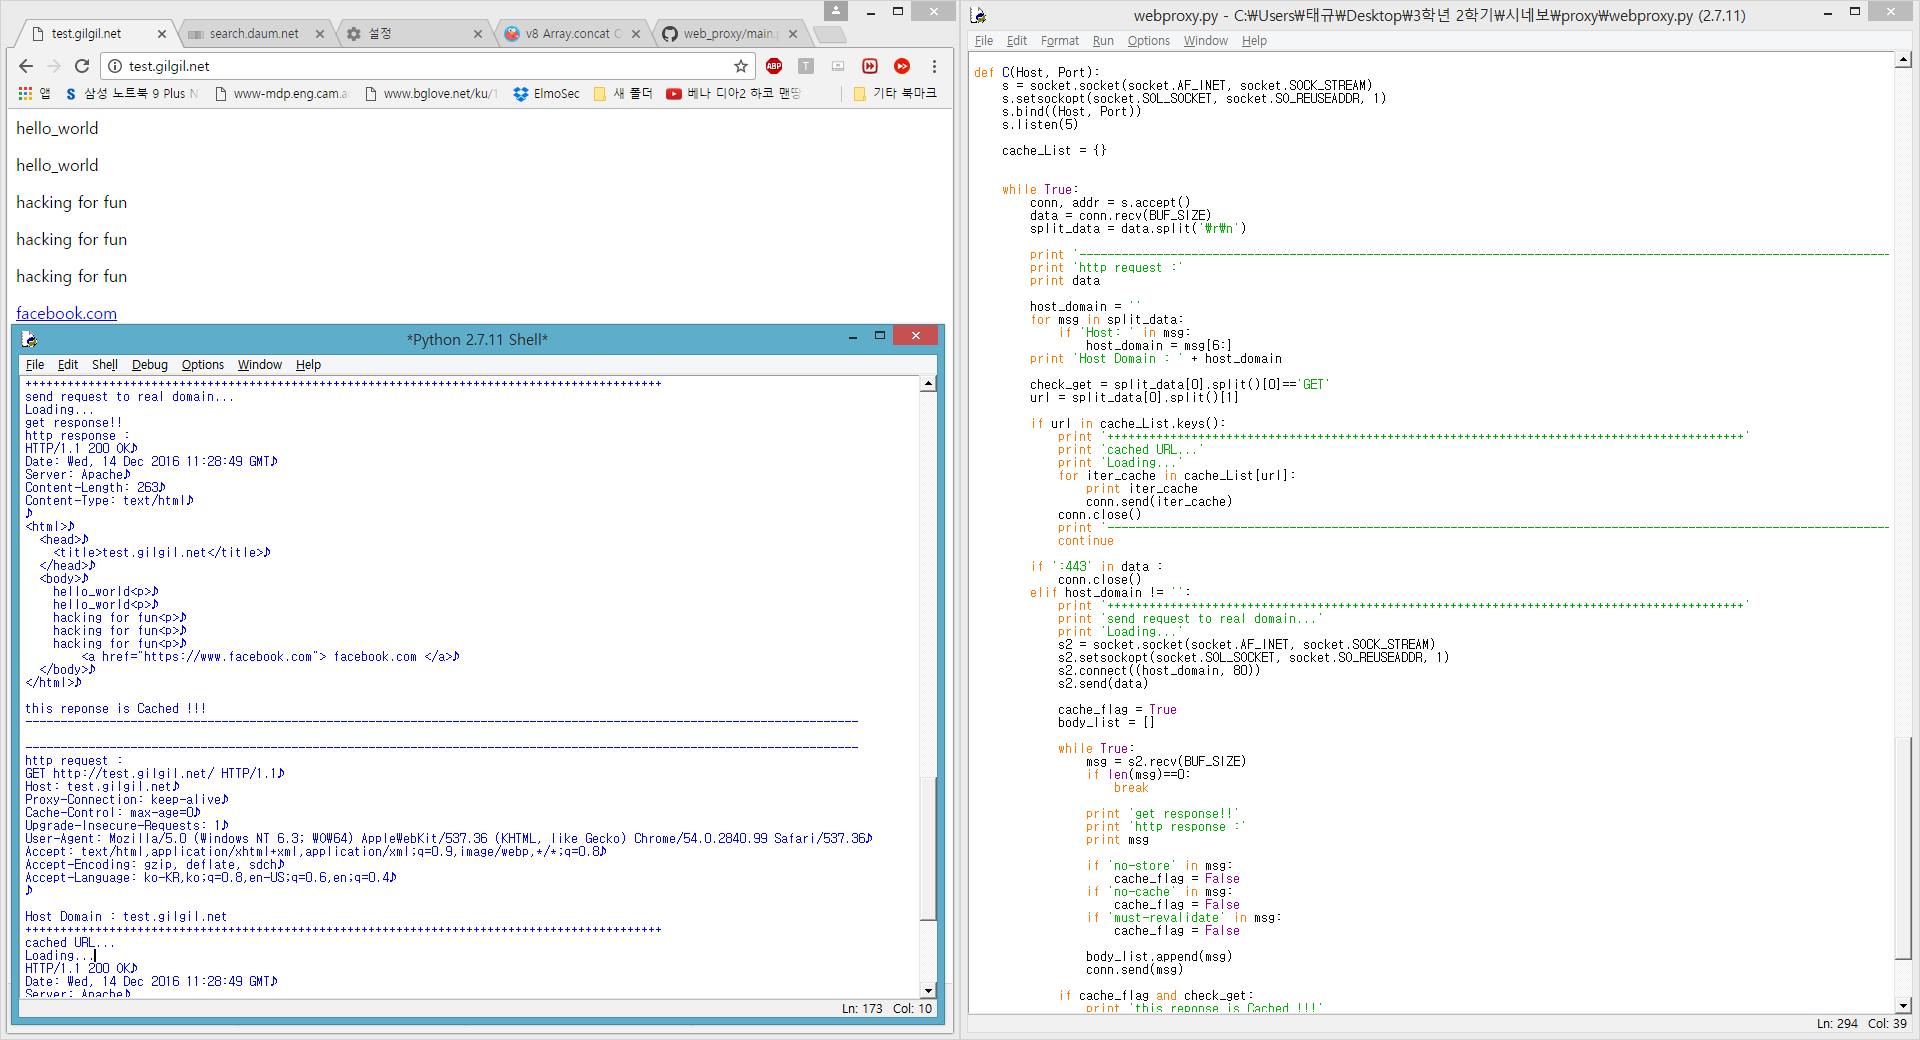 test.gilgil.net
search.daum.net
설정
v8 Array.concat
web_proxy/main.
test.gilgil.net
ABP
앱
삼성 노트북 9 Plus N
www-mdp.eng.cam.a
www.bglove.net/ku/1
ElmoSec
새 폴더
베나 디아2 하코 맨땅
기타 북마크
hello_world
hello_world
hacking for fun
hacking for fun
hacking for fun
facebook.com
*Python 2.7.11 Shell*
File Edit Shell Debug Options Window Help
+++++++++++++++++++++++++++++++++++++++++++++++++++++++++++++++++++++++++++++++++++++++++++
send request to real domain...
Loading...
get response!!
http response :
HTTP/1.1 200 OK♪
Date: Wed, 14 Dec 2016 11:28:49 GMT♪
Server: Apache♪
Content-Length: 263♪
Content-Type: text/html♪
♪
<html>♪
<head>♪
<title>test.gilgil.net</title>♪
</head>♪
<body>♪
hello_world<p>♪
hello_world<p>♪
hacking for fun<p>♪
hacking for fun<p>♪
hacking for fun<p>♪
<a href="https://www.facebook.com"> facebook.com </a>♪
</body>♪
</html>♪
this reponse is Cached !!!
-----------------------------------------------------------------------------------------------------------------------
-----------------------------------------------------------------------------------------------------------------------
http request :
GET http://test.gilgil.net/ HTTP/1.1♪
Host: test.gilgil.net♪
Proxy-Connection: keep-alive♪
Cache-Control: max-age=0♪
Upgrade-Insecure-Requests: 1♪
User-Agent: Mozilla/5.0 (Windows NT 6.3; WOW64) AppleWebKit/537.36 (KHTML, like Gecko) Chrome/54.0.2840.99 Safari/537.36♪
Accept: text/html,application/xhtml+xml,application/xml;q=0.9,image/webp,*/*;q=0.8♪
Accept-Encoding: gzip, deflate, sdch♪
Accept-Language: ko-KR,ko;q=0.8,en-US;q=0.6,en;q=0.4♪
♪
Host Domain : test.gilgil.net
+++++++++++++++++++++++++++++++++++++++++++++++++++++++++++++++++++++++++++++++++++++++++++
cached URL...
Loading...
HTTP/1.1 200 OK♪
Date: Wed, 14 Dec 2016 11:28:49 GMT♪
Server: Apache♪
Ln: 173 Col: 10
webproxy.py - C:₩Users₩태규₩Desktop₩3학년 2학기₩시네보₩proxy₩webproxy.py (2.7.11)
File Edit Format Run Options Window Help
def C(Host, Port):
s = socket.socket(socket.AF_INET, socket.SOCK_STREAM)
s.setsockopt(socket.SOL_SOCKET, socket.SO_REUSEADDR, 1)
s.bind((Host, Port))
s.listen(5)
cache_List = {}
while True:
conn, addr = s.accept()
data = conn.recv(BUF_SIZE)
split_data = data.split('₩r₩n')
print '--------------------------------------------------------------------------------------------------------------------
print 'http request :'
print data
host_domain = ''
for msg in split_data:
if 'Host: ' in msg:
host_domain = msg[6:]
print 'Host Domain : ' + host_domain
check_get = split_data[0].split()[0]=='GET'
url = split_data[0].split()[1]
if url in cache_List.keys():
print '+++++++++++++++++++++++++++++++++++++++++++++++++++++++++++++++++++++++++++++++++++++++++++'
print 'cached URL...'
print 'Loading...'
for iter_cache in cache_List[url]:
print iter_cache
conn.send(iter_cache)
conn.close()
print '----------------------------------------------------------------------------------------------------------------
continue
if ':443' in data :
conn.close()
elif host_domain != '':
print '+++++++++++++++++++++++++++++++++++++++++++++++++++++++++++++++++++++++++++++++++++++++++++'
print 'send request to real domain...'
print 'Loading...'
s2 = socket.socket(socket.AF_INET, socket.SOCK_STREAM)
s2.setsockopt(socket.SOL_SOCKET, socket.SO_REUSEADDR, 1)
s2.connect((host_domain, 80))
s2.send(data)
cache_flag = True
body_list = []
while True:
msg = s2.recv(BUF_SIZE)
if len(msg)==0:
break
print 'get response!!'
print 'http response :'
print msg
if 'no-store' in msg:
cache_flag = False
if 'no-cache' in msg:
cache_flag = False
if 'must-revalidate' in msg:
cache_flag = False
body_list.append(msg)
conn.send(msg)
if cache_flag and check_get:
print 'this reponse is Cached !!!'
Ln: 294 Col: 39